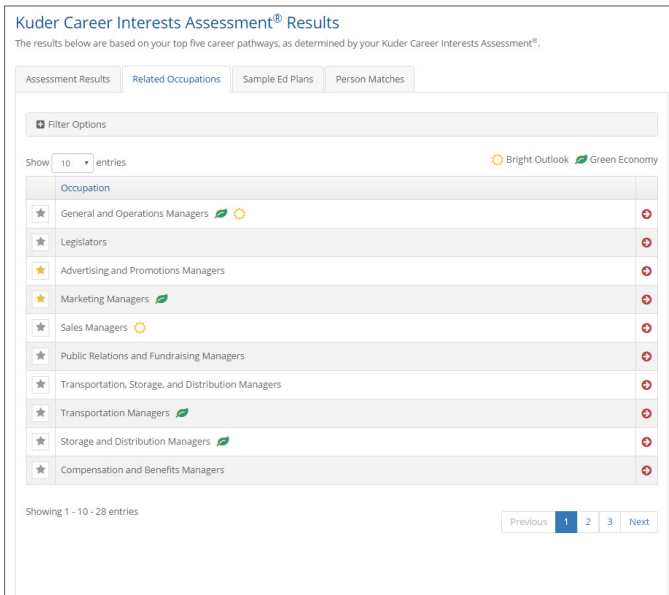 Kuder Career Interests Assessment® Results
The results below are based on your top five career pathways, as determined by your Kuder Career Interests Assessment®.
Assessment Results Related Occupations Sample Ed Plans Person Matches
Filter Options
Show 10 entries Bright Outlook Green Economy
Occupation
General and Operations Managers
Legislators
Advertising and Promotions Managers
Marketing Managers
Sales Managers
Public Relations and Fundraising Managers
Transportation, Storage, and Distribution Managers
Transportation Managers
Storage and Distribution Managers
Compensation and Benefits Managers
Showing 1 - 10 - 28 entries
Previous 1 2 3 Next